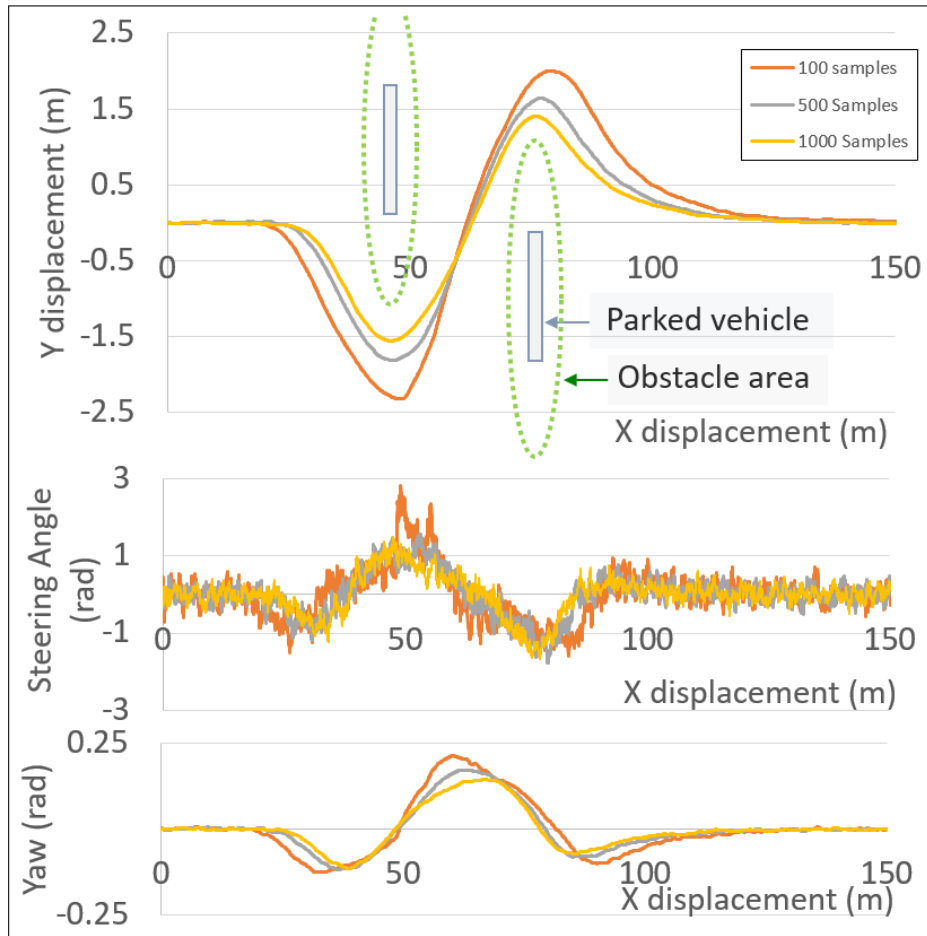 2.5
1.5
0.5
-0.5
-1.5
-2.5
Y displacement (m)
0
50
100
150
100 samples
500 Samples
1000 Samples
Parked vehicle
Obstacle area
X displacement (m)
3
1
-1
-3
Steering Angle
(rad)
0
50
100
150
X displacement (m)
0.25
-0.25
Yaw (rad)
0
50
100
150
X displacement (m)